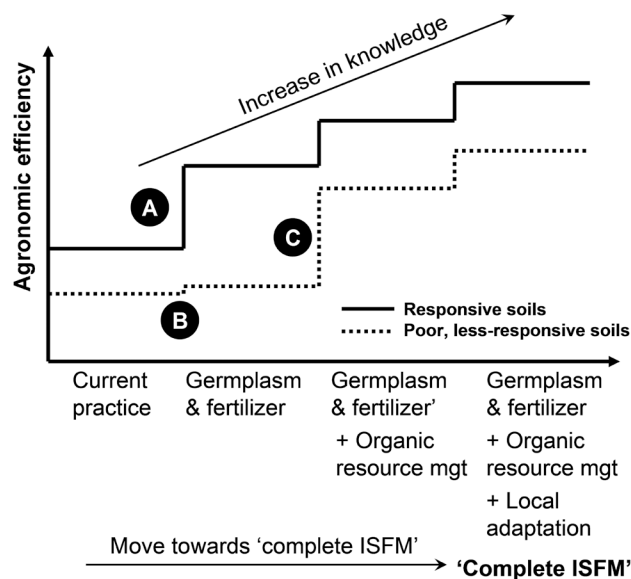 Increase in knowledge
Agronomic efficiency
A
C
B
Responsive soils
Poor, less-responsive soils
Current
practice
Germplasm
& fertilizer
Germplasm
& fertilizer’
+ Organic
resource mgt
Germplasm
& fertilizer
+ Organic
resource mgt
+ Local
adaptation
Move towards ‘complete ISFM’
‘Complete ISFM’